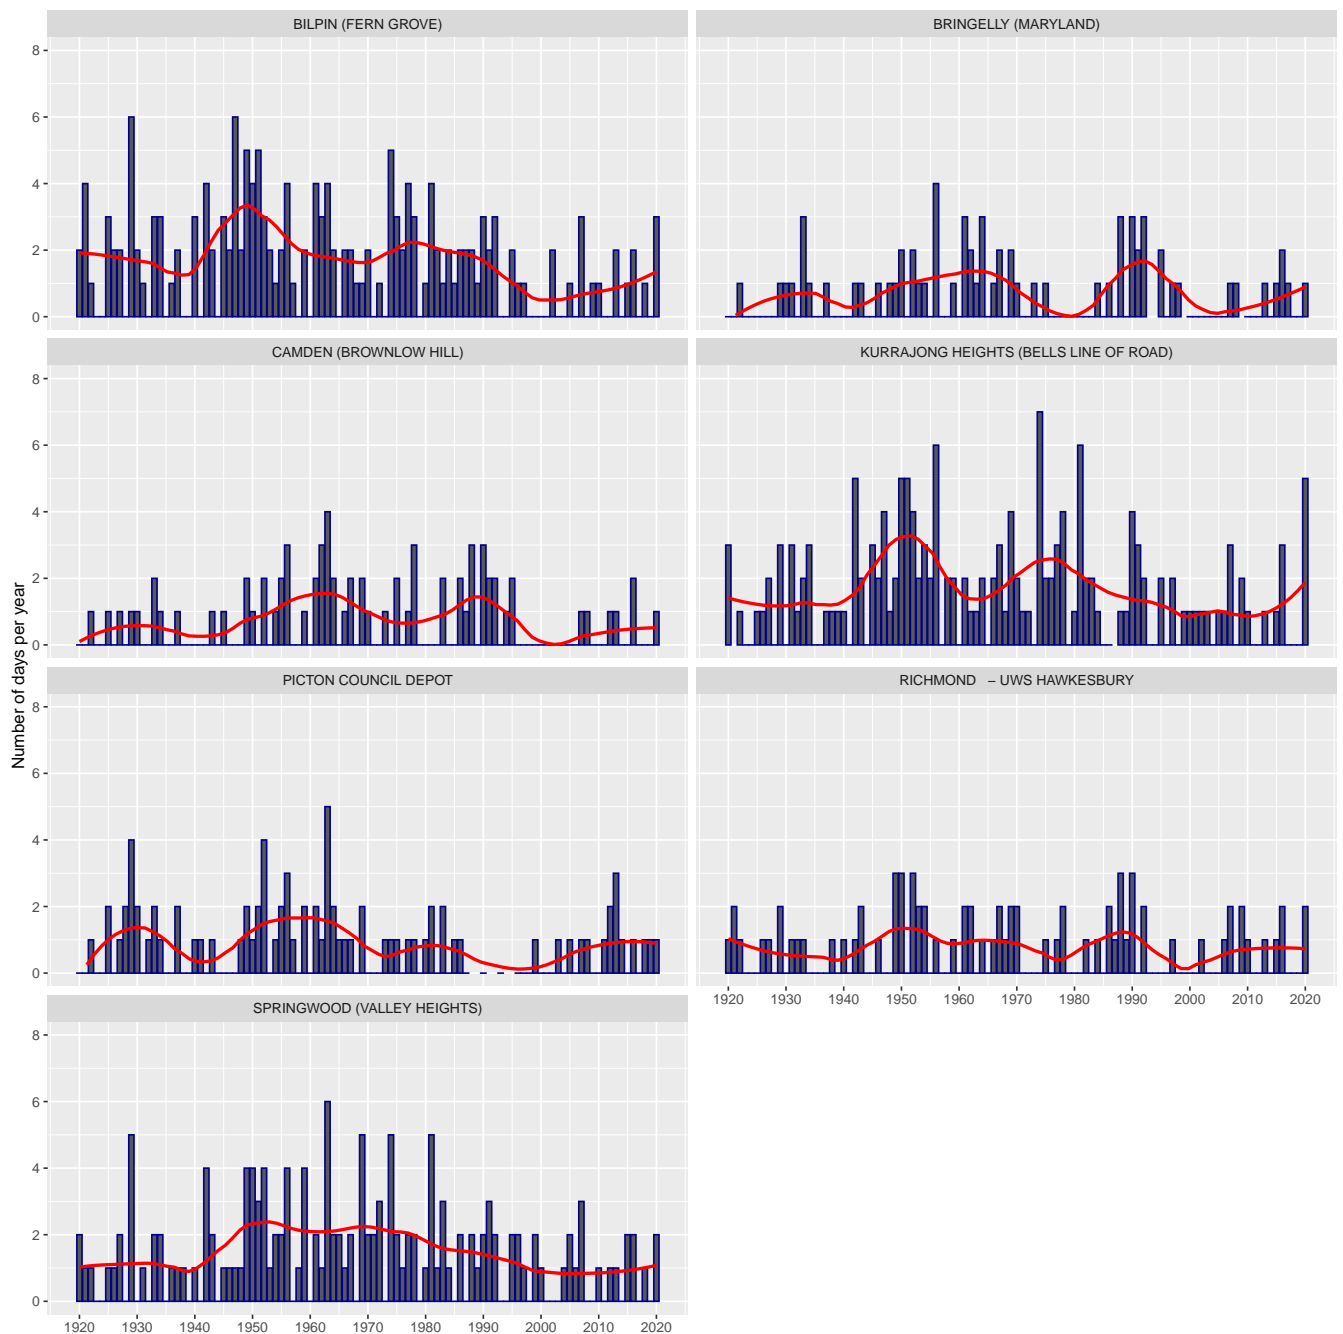 BILPIN (FERN GROVE)
BRINGELLY (MARYLAND)
8
6
4
2
0
CAMDEN (BROWNLOW HILL)
KURRAJONG HEIGHTS (BELLS LINE OF ROAD)
8
6
4
2
0
Number of days per year
PICTON COUNCIL DEPOT
RICHMOND – UWS HAWKESBURY
8
6
4
2
0
1920 1930 1940 1950 1960 1970 1980 1990 2000 2010 2020
SPRINGWOOD (VALLEY HEIGHTS)
8
6
4
2
0
1920 1930 1940 1950 1960 1970 1980 1990 2000 2010 2020